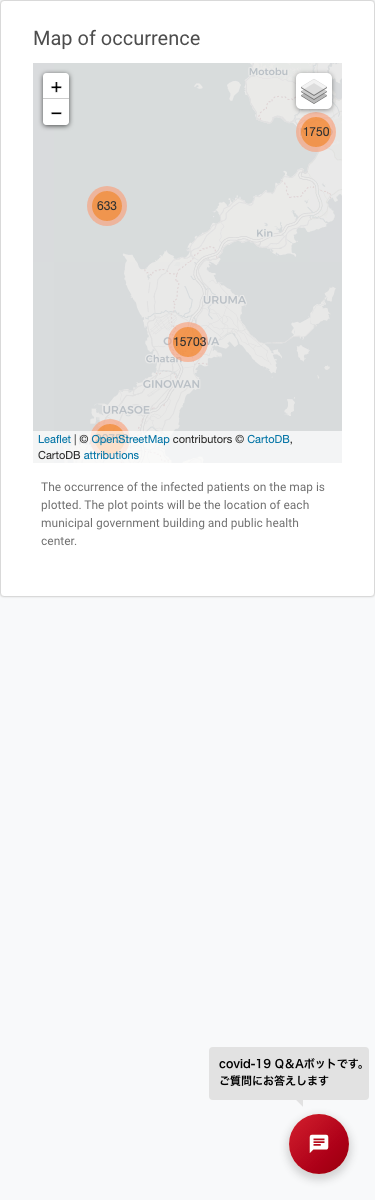 Map of occurrence
Motobu
+
−
1750
633
Kin
URUMA
15703
Chatan
GINOWAN
URASOE
Leaflet | © OpenStreetMap contributors © CartoDB,
CartoDB attributions
The occurrence of the infected patients on the map is
plotted. The plot points will be the location of each
municipal government building and public health
center.
covid-19 Q&Aボットです。
ご質問にお答えします